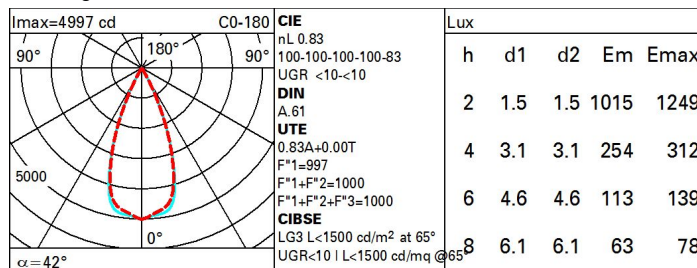 Imax=4997 cd C0-180
90° 180° 90°
5000
0°
α=42°
CIE
nL 0.83
100-100-100-100-83
UGR <10-<10
DIN
A.61
UTE
0.83A+0.00T
F"1=997
F"1+F"2=1000
F"1+F"2+F"3=1000
CIBSE
LG3 L<1500 cd/m² at 65°
UGR<10 | L<1500 cd/mq @65°
Lux
h d1 d2 Em Emax
2 1.5 1.5 1015 1249
4 3.1 3.1 254 312
6 4.6 4.6 113 139
8 6.1 6.1 63 78